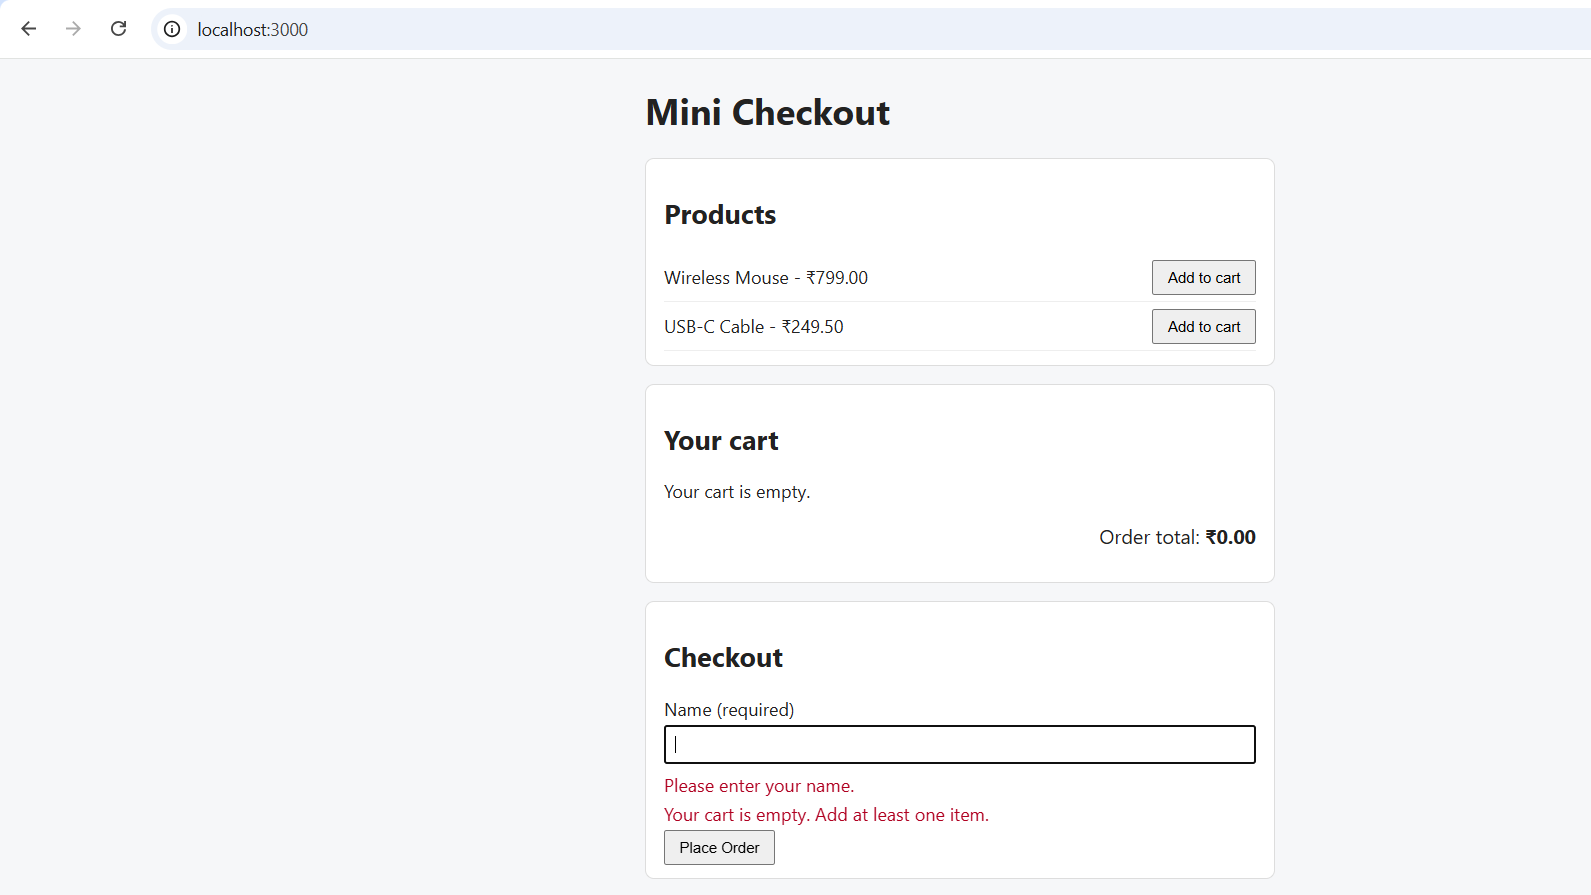 localhost:3000
Mini Checkout
Products
Wireless Mouse - ₹799.00
Add to cart
USB-C Cable - ₹249.50
Add to cart
Your cart
Your cart is empty.
Order total: ₹0.00
Checkout
Name (required)
Please enter your name.
Your cart is empty. Add at least one item.
Place Order